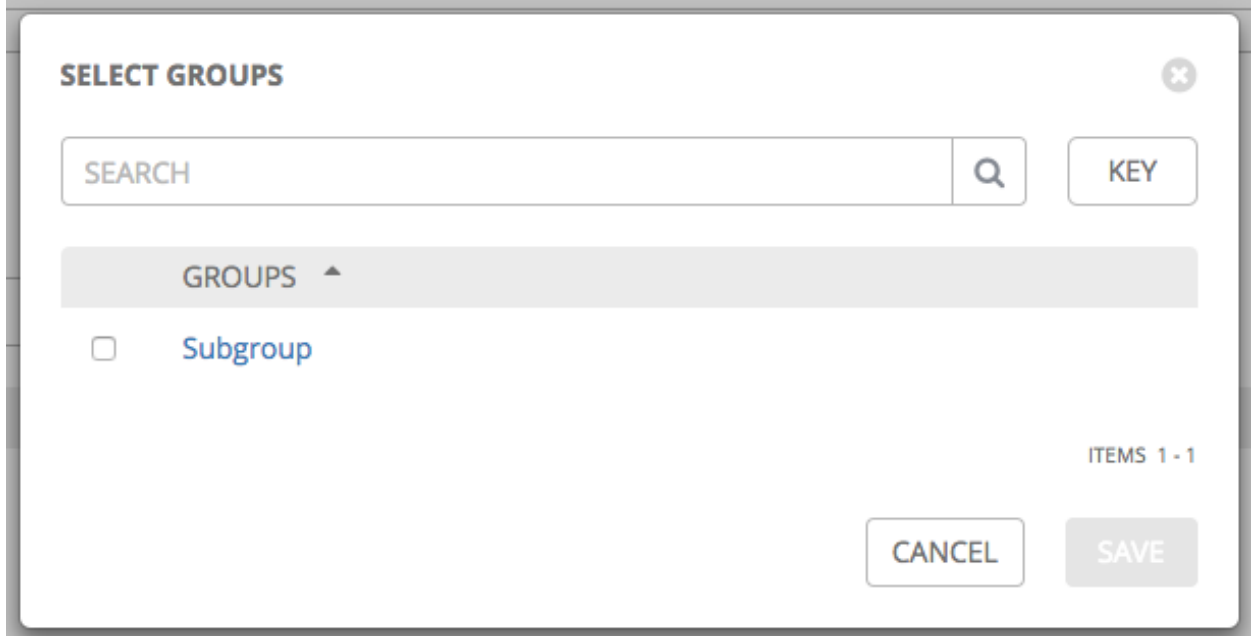 SELECT GROUPS
SEARCH
KEY
GROUPS
Subgroup
ITEMS 1 - 1
CANCEL
SAVE